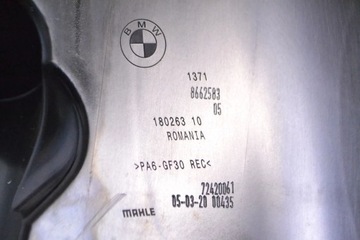 BMW
1371
8662583
05
180263 10
ROMANIA
>PA6-GF30 REC<
72420061
05-03-20 00435
MAHLE